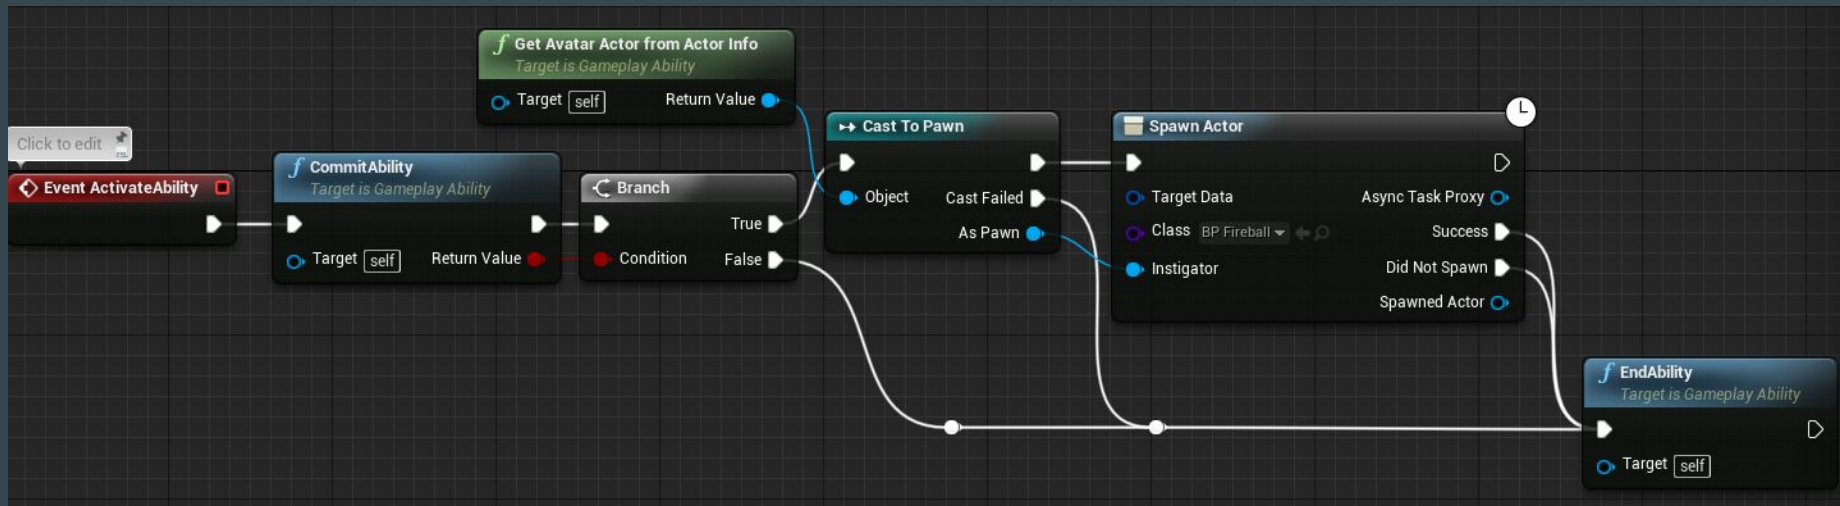 Get Avatar Actor from Actor Info
Target is Gameplay Ability
Target self Return Value
Click to edit
Event ActivateAbility
CommitAbility
Target is Gameplay Ability
Target self Return Value
Branch
True
Condition False
Cast To Pawn
Object Cast Failed
As Pawn
Spawn Actor
Target Data Async Task Proxy
Class BP Fireball Success
Instigator Did Not Spawn
Spawned Actor
EndAbility
Target is Gameplay Ability
Target self